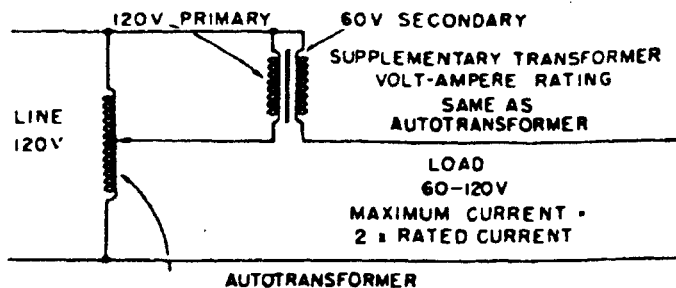 120V PRIMARY
60V SECONDARY
SUPPLEMENTARY TRANSFORMER
VOLT-AMPERE RATING
SAME AS
AUTOTRANSFORMER
LINE
120V
LOAD
60-120V
MAXIMUM CURRENT =
2 x RATED CURRENT
AUTOTRANSFORMER